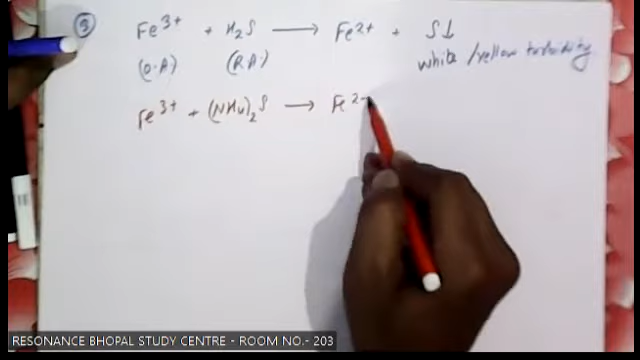 ③ Fe³⁺ + H₂S → Fe²⁺ + S↓
(O.A) (R.A.) white/yellow turbidity
Fe³⁺ + (NH₄)₂S → Fe²⁺
RESONANCE BHOPAL STUDY CENTRE - ROOM NO.- 203